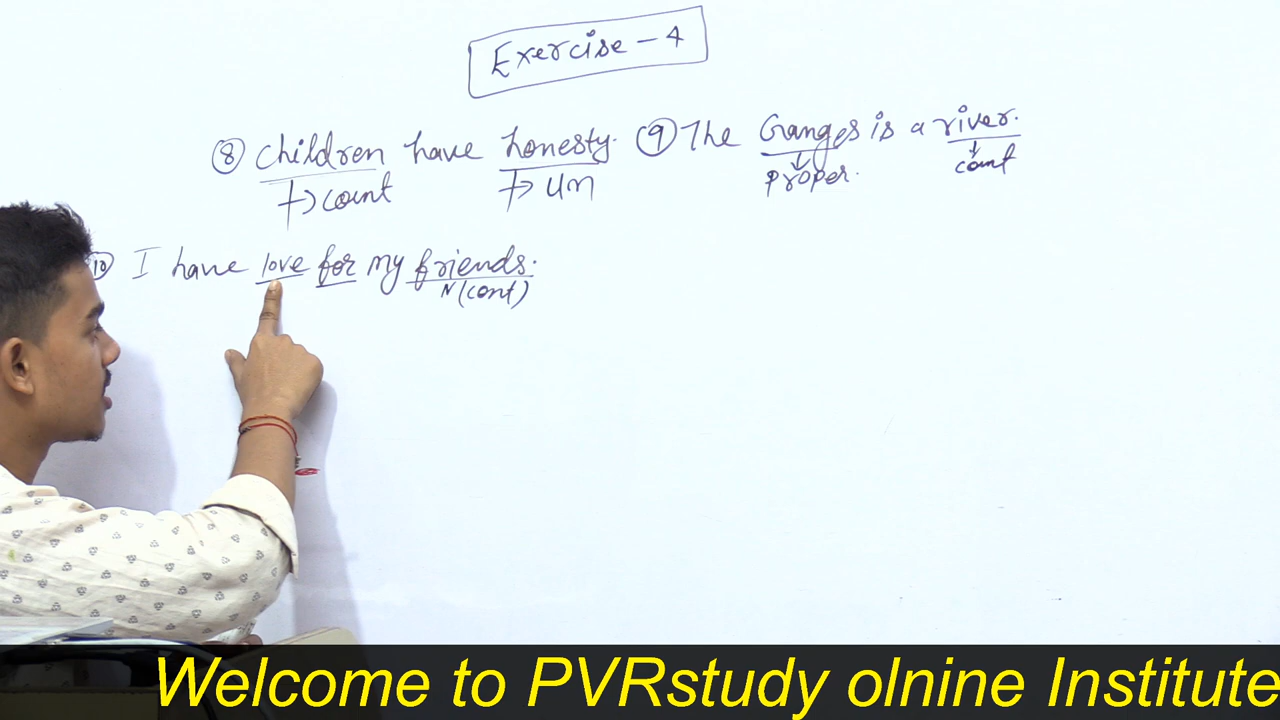 Exercise - 4
⑧ Children have honesty. ⑨ The Ganges is a river.
→ count → un ↓ proper. ↓ count
⑩ I have love for my friends.
N (cont)
Welcome to PVRstudy olnine Institute